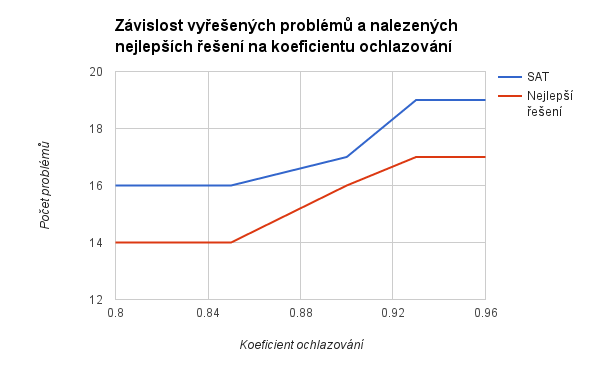 Závislost vyřešených problémů a nalezených
nejlepších řešení na koeficientu ochlazování
20
18
16
14
12
0.8
0.84
0.88
0.92
0.96
Počet problémů
Koeficient ochlazování
SAT
Nejlepší
řešení